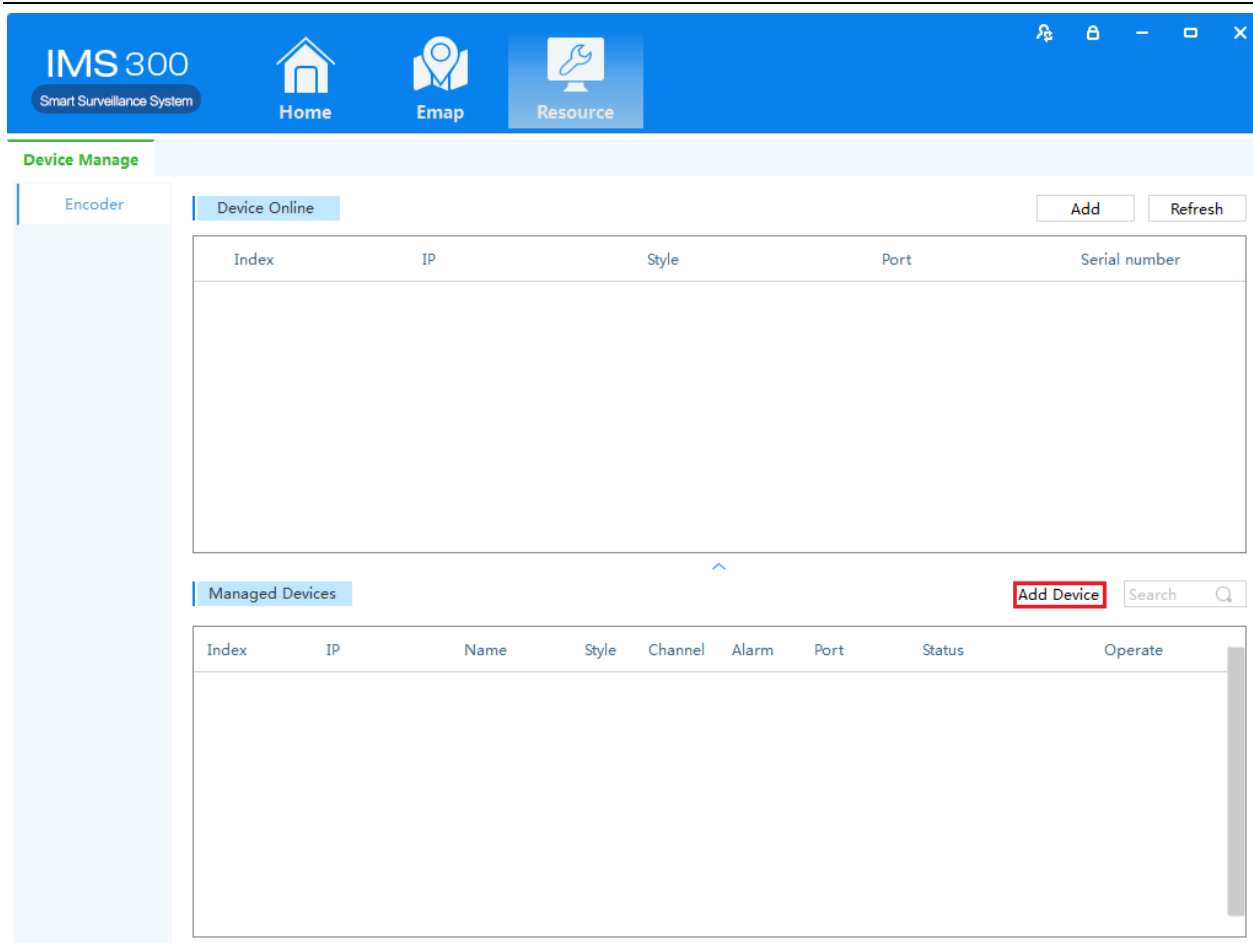 IMS 300
Smart Surveillance System
Home Emap Resource
Device Manage
Encoder
Device Online Add Refresh
Index IP Style Port Serial number
Managed Devices Add Device Search
Index IP Name Style Channel Alarm Port Status Operate